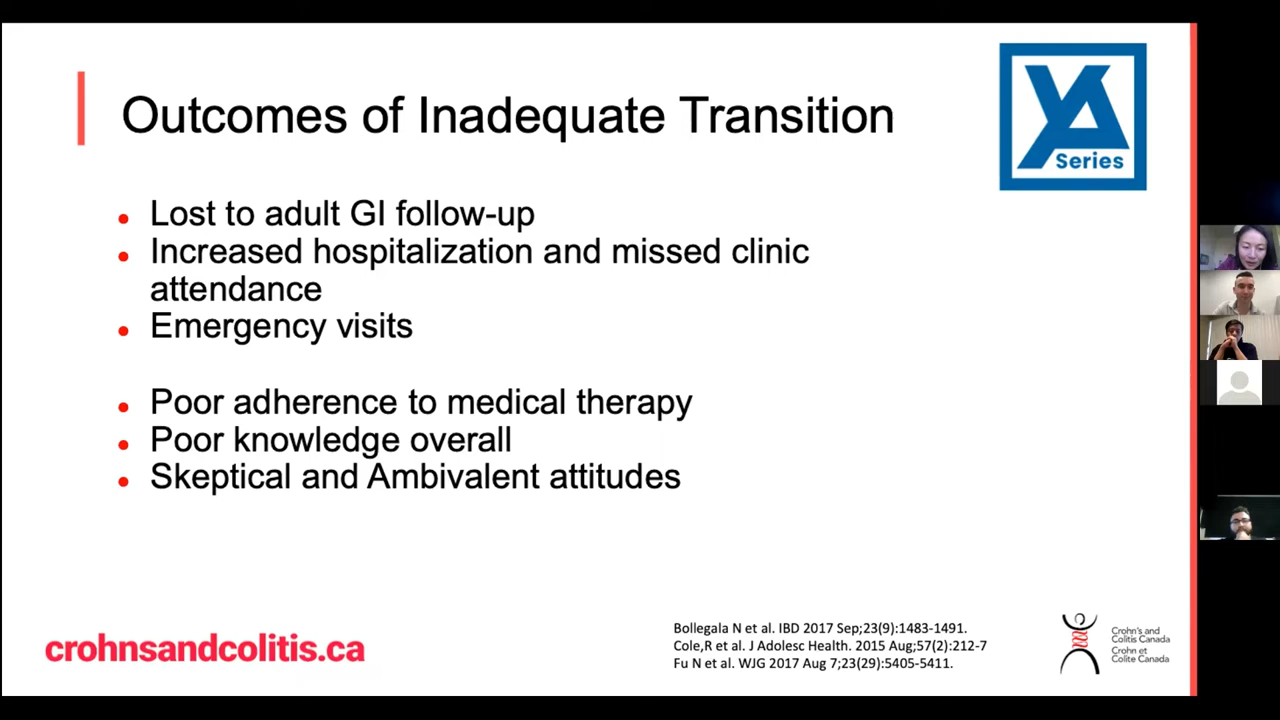 Outcomes of Inadequate Transition
YA
Series
Lost to adult GI follow-up
Increased hospitalization and missed clinic
attendance
Emergency visits
Poor adherence to medical therapy
Poor knowledge overall
Skeptical and Ambivalent attitudes
crohnsandcolitis.ca
Bollegala N et al. IBD 2017 Sep;23(9):1483-1491.
Cole,R et al. J Adolesc Health. 2015 Aug;57(2):212-7
Fu N et al. WJG 2017 Aug 7;23(29):5405-5411.
Crohn's and
Colitis Canada
Crohn et
Colite Canada